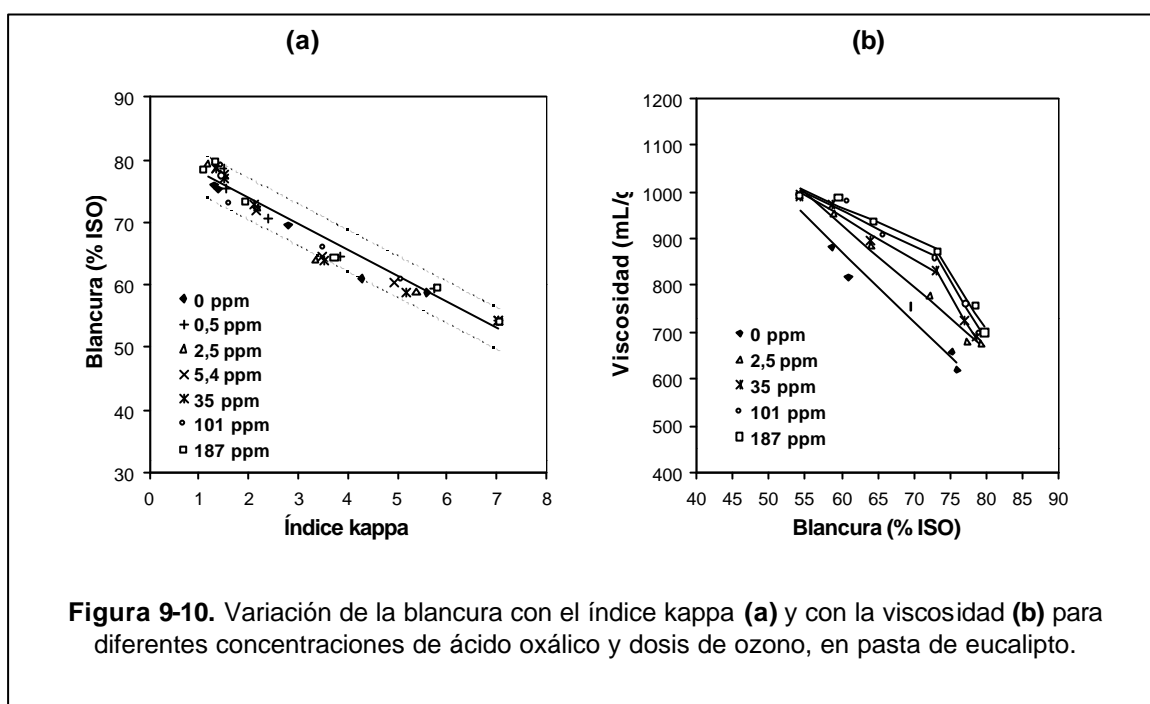 (a)
90
80
70
60
50
40
30
0 1 2 3 4 5 6 7 8
Blancura (% ISO)
Índice kappa
0 ppm
0,5 ppm
2,5 ppm
5,4 ppm
35 ppm
101 ppm
187 ppm
(b)
1200
1100
1000
900
800
700
600
500
400
40 45 50 55 60 65 70 75 80 85 90
Viscosidad (mL/g
Blancura (% ISO)
0 ppm
2,5 ppm
35 ppm
101 ppm
187 ppm
Figura 9-10. Variación de la blancura con el índice kappa (a) y con la viscosidad (b) para
diferentes concentraciones de ácido oxálico y dosis de ozono, en pasta de eucalipto.